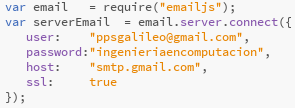 var email   = require("emailjs");
var serverEmail  = email.server.connect({
   user:    "ppsgalileo@gmail.com",
   password:"ingenieriaencomputacion",
   host:    "smtp.gmail.com",
   ssl:     true
});